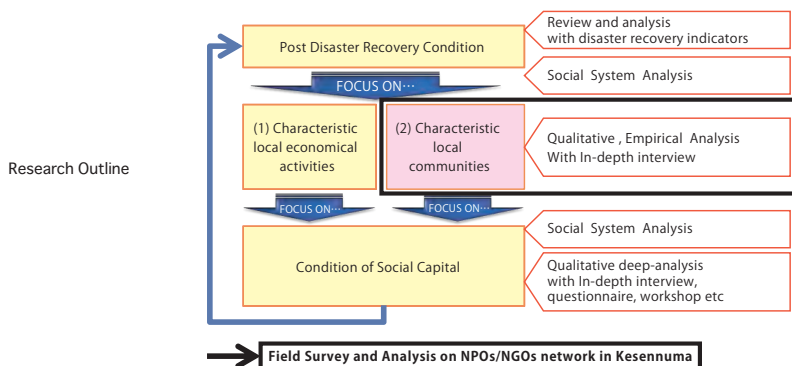 Research Outline
Post Disaster Recovery Condition
Review and analysis
with disaster recovery indicators
Social System Analysis
FOCUS ON⋯
(1) Characteristic
local economical
activities
(2) Characteristic
local
communities
Qualitative , Empirical Analysis
With In-depth interview
FOCUS ON⋯
FOCUS ON⋯
Condition of Social Capital
Social System Analysis
Qualitative deep-analysis
with In-depth interview,
questionnaire, workshop etc
Field Survey and Analysis on NPOs/NGOs network in Kesennuma